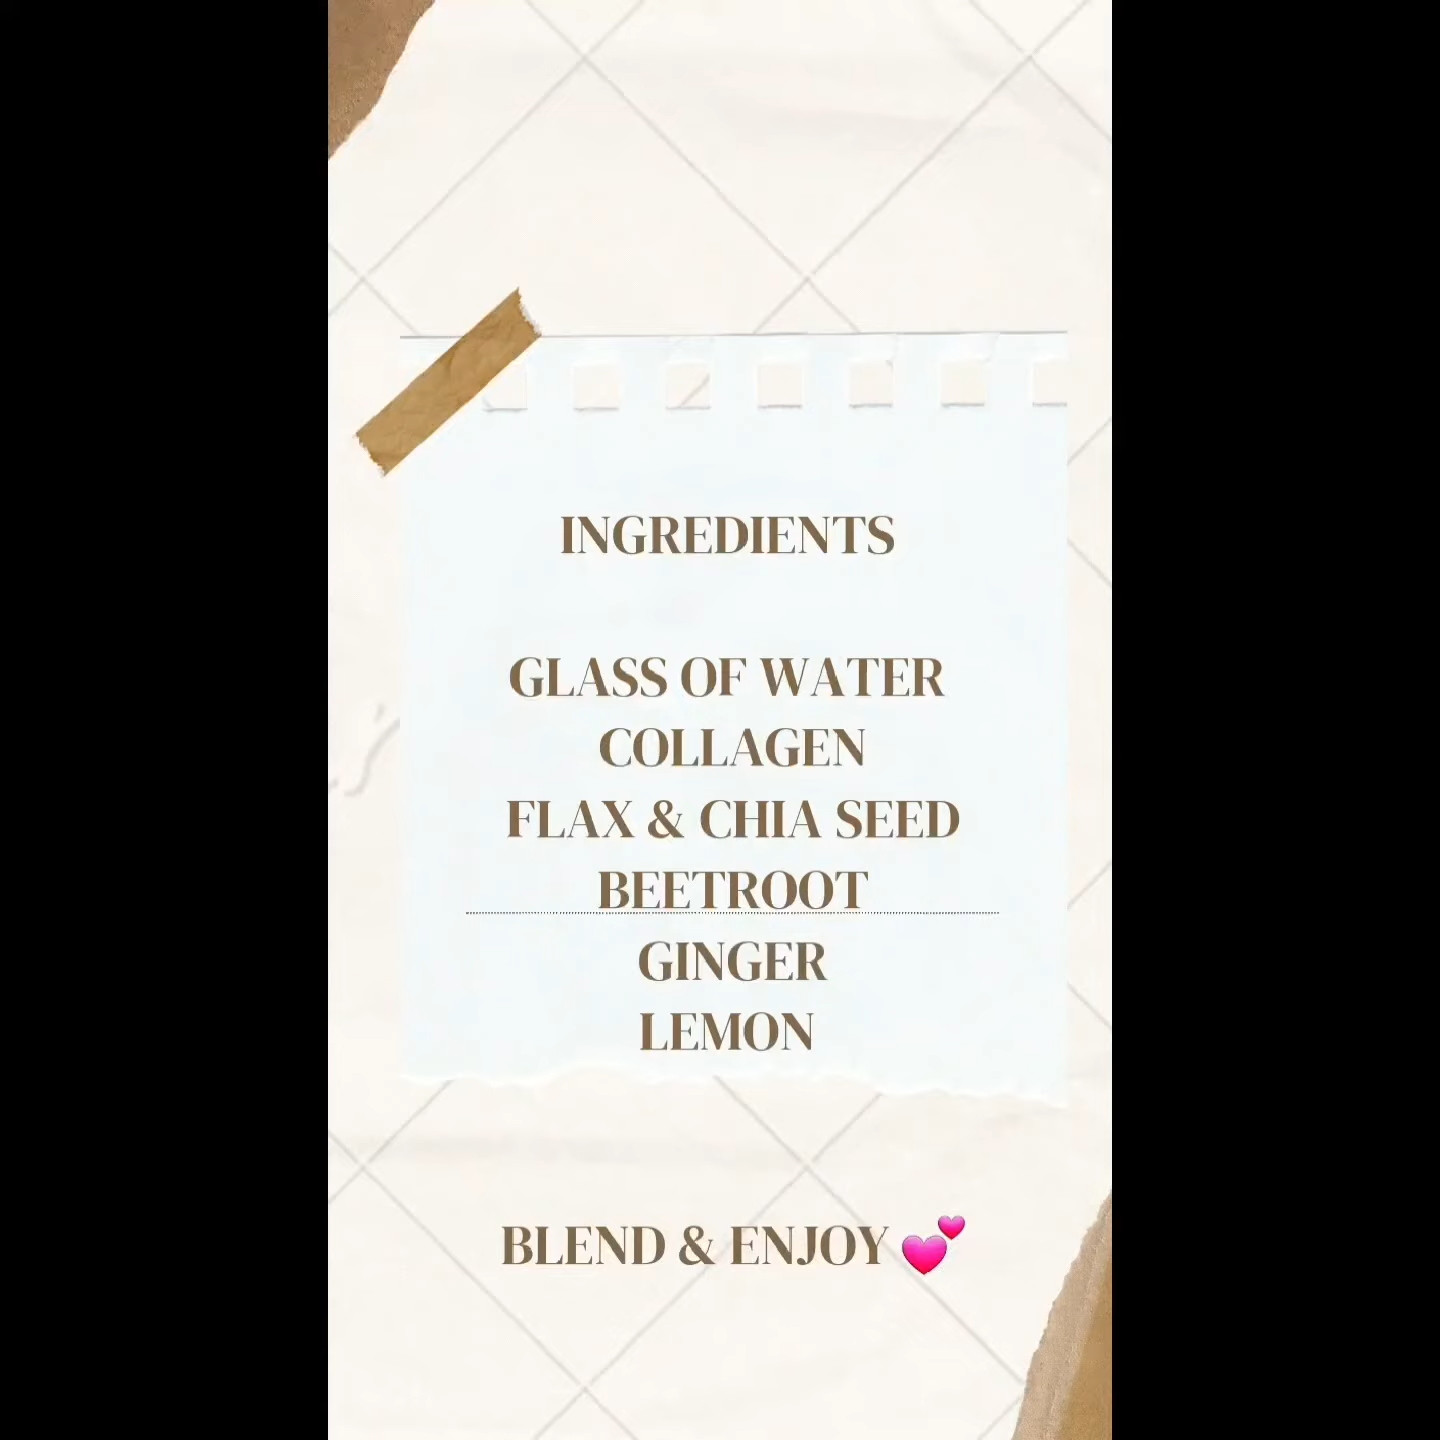 INGREDIENTS
GLASS OF WATER
COLLAGEN
FLAX & CHIA SEED
BEETROOT
GINGER
LEMON
BLEND & ENJOY 💕